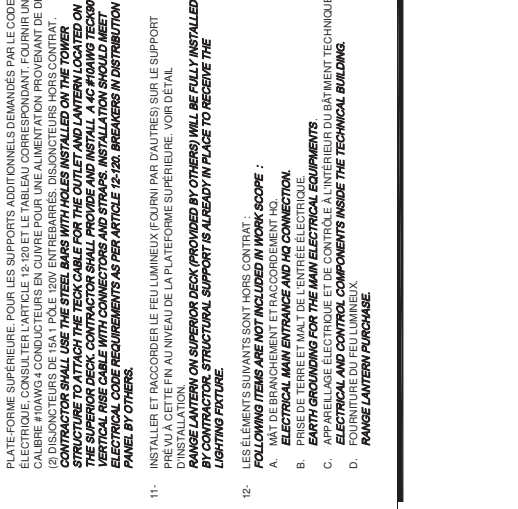 PLATE-FORME SUPÉRIEURE. POUR LES SUPPORTS ADDITIONNELS DEMANDÉS PAR LE CODE
ÉLECTRIQUE, CONSULTER L'ARTICLE 12-120 ET LE TABLEAU CORRESPONDANT. FOURNIR UN
CALIBRE #10AWG 4 CONDUCTEURS EN CUIVRE POUR UNE ALIMENTATION PROVENANT DE DE
(2) DISJONCTEURS DE 15A 1 PÔLE 120V ENTREBARRÉS. DISJONCTEURS HORS CONTRAT.
CONTRACTOR SHALL USE THE STEEL BARS WITH HOLES INSTALLED ON THE TOWER
STRUCTURE TO ATTACH THE TECK CABLE FOR THE OUTLET AND LANTERN LOCATED ON
THE SUPERIOR DECK. CONTRACTOR SHALL PROVIDE AND INSTALL A 4C #10AWG TECK90
VERTICAL RISE CABLE WITH CONNECTORS AND STRAPS. INSTALLATION SHOULD MEET
ELECTRICAL CODE REQUIREMENTS AS PER ARTICLE 12-120. BREAKERS IN DISTRIBUTION
PANEL BY OTHERS.
11- INSTALLER ET RACCORDER LE FEU LUMINEUX (FOURNI PAR D'AUTRES) SUR LE SUPPORT
PRÉVU À CETTE FIN AU NIVEAU DE LA PLATEFORME SUPÉRIEURE. VOIR DÉTAIL
D'INSTALLATION.
RANGE LANTERN ON SUPERIOR DECK (PROVIDED BY OTHERS) WILL BE FULLY INSTALLED
BY CONTRACTOR, STRUCTURAL SUPPORT IS ALREADY IN PLACE TO RECEIVE THE
LIGHTING FIXTURE.
12- LES ÉLÉMENTS SUIVANTS SONT HORS CONTRAT :
FOLLOWING ITEMS ARE NOT INCLUDED IN WORK SCOPE :
A. MÂT DE BRANCHEMENT ET RACCORDEMENT HQ.
ELECTRICAL MAIN ENTRANCE AND HQ CONNECTION.
B. PRISE DE TERRE ET MALT DE L'ENTRÉE ÉLECTRIQUE.
EARTH GROUNDING FOR THE MAIN ELECTRICAL EQUIPMENTS.
C. APPAREILLAGE ÉLECTRIQUE ET DE CONTRÔLE À L'INTÉRIEUR DU BÂTIMENT TECHNIQUE
ELECTRICAL AND CONTROL COMPONENTS INSIDE THE TECHNICAL BUILDING.
D. FOURNITURE DU FEU LUMINEUX.
RANGE LANTERN PURCHASE.